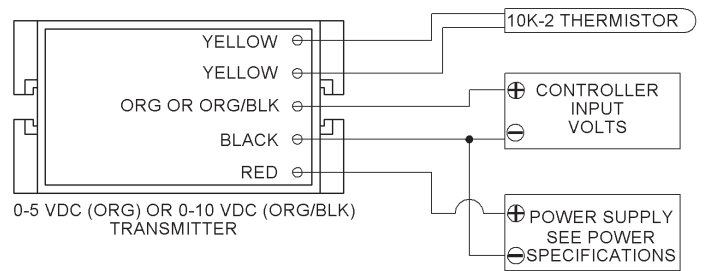 YELLOW
YELLOW
ORG OR ORG/BLK
BLACK
RED
0-5 VDC (ORG) OR 0-10 VDC (ORG/BLK)
TRANSMITTER
10K-2 THERMISTOR
CONTROLLER
INPUT
VOLTS
POWER SUPPLY
SEE POWER
SPECIFICATIONS